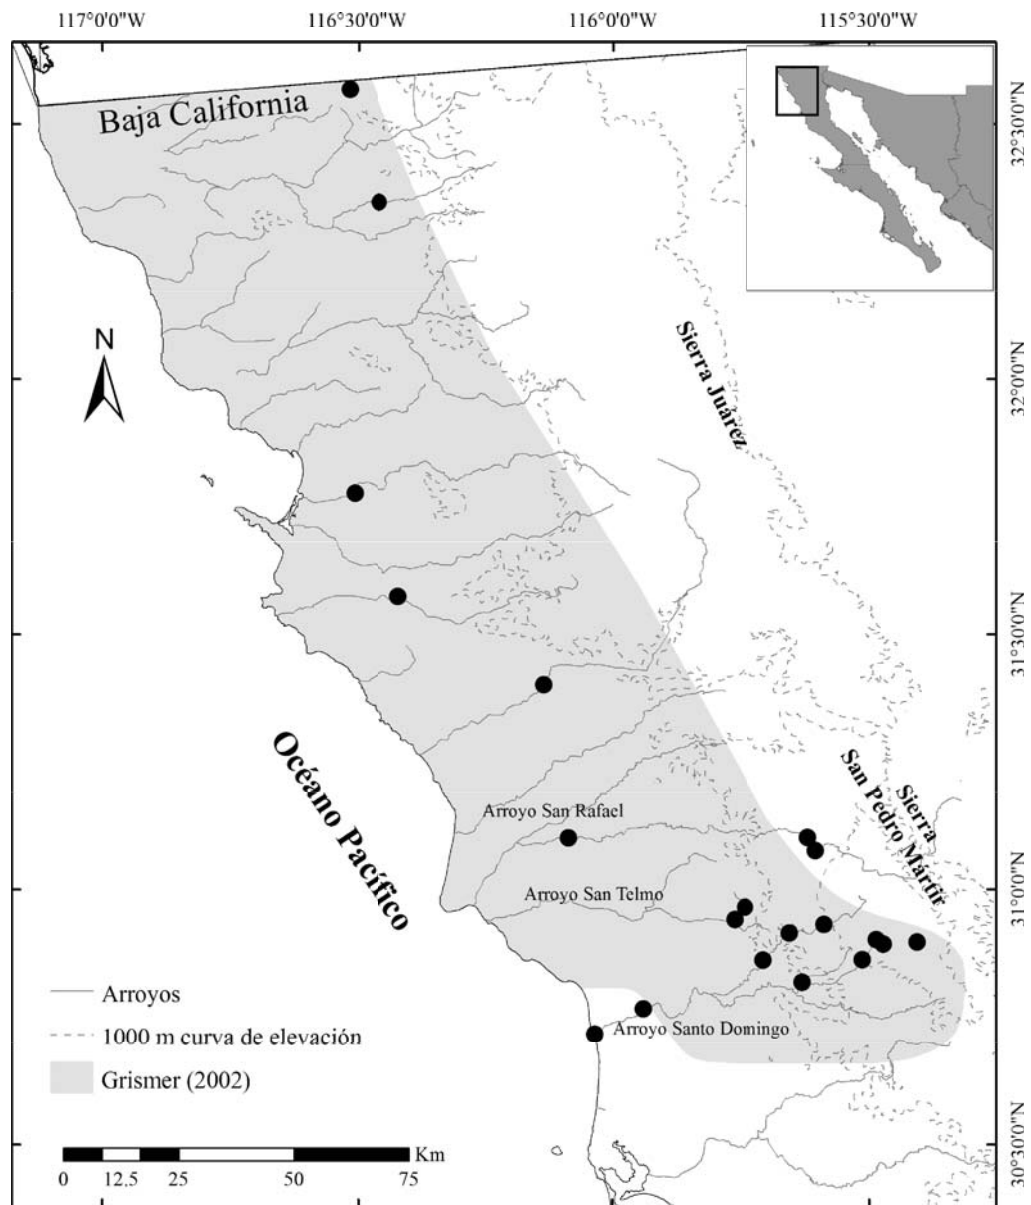 117°0'0"W 116°30'0"W 116°0'0"W 115°30'0"W
Baja California
32°30'0"N
N
Sierra Juárez
32°0'0"N
31°30'0"N
Océano Pacífico
Sierra
San Pedro Mártir
Arroyo San Rafael
31°0'0"N
Arroyo San Telmo
Arroyos
1000 m curva de elevación
Arroyo Santo Domingo
Grismer (2002)
30°30'0"N
Km
0 12.5 25 50 75